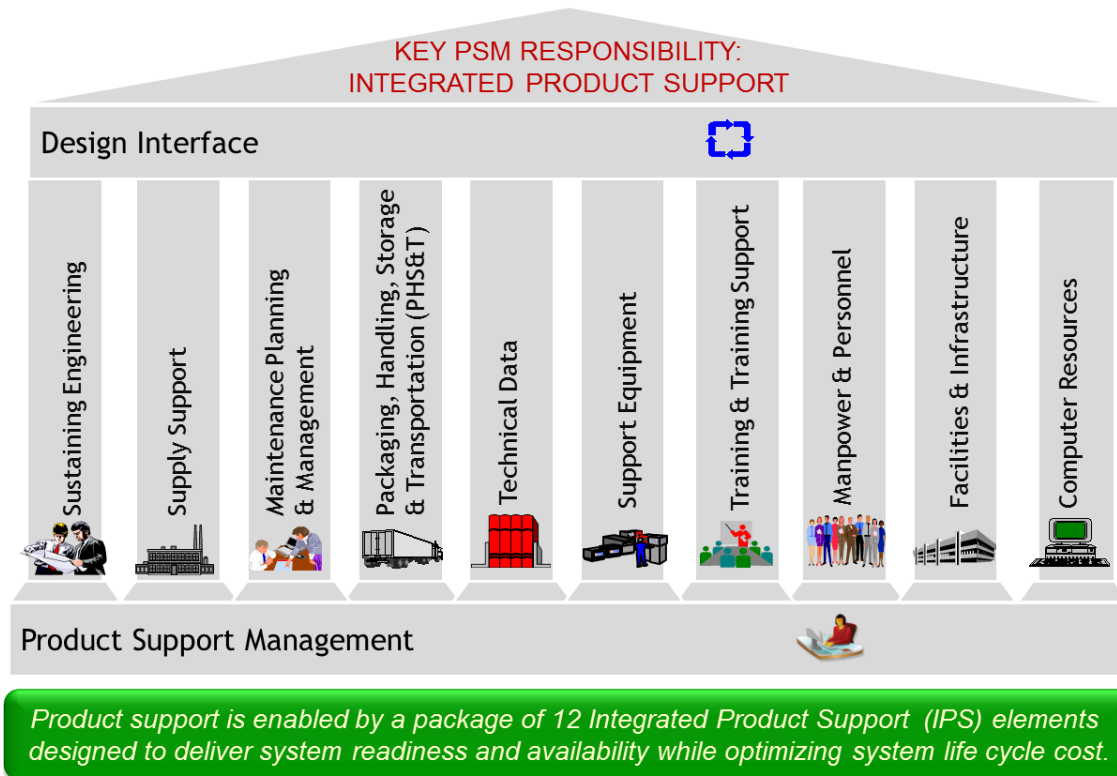 KEY PSM RESPONSIBILITY:
INTEGRATED PRODUCT SUPPORT
Design Interface
Sustaining Engineering
Supply Support
Maintenance Planning
& Management
Packaging, Handling, Storage
& Transportation (PHS&T)
Technical Data
Support Equipment
Training & Training Support
Manpower & Personnel
Facilities & Infrastructure
Computer Resources
Product Support Management
Product support is enabled by a package of 12 Integrated Product Support (IPS) elements
designed to deliver system readiness and availability while optimizing system life cycle cost.